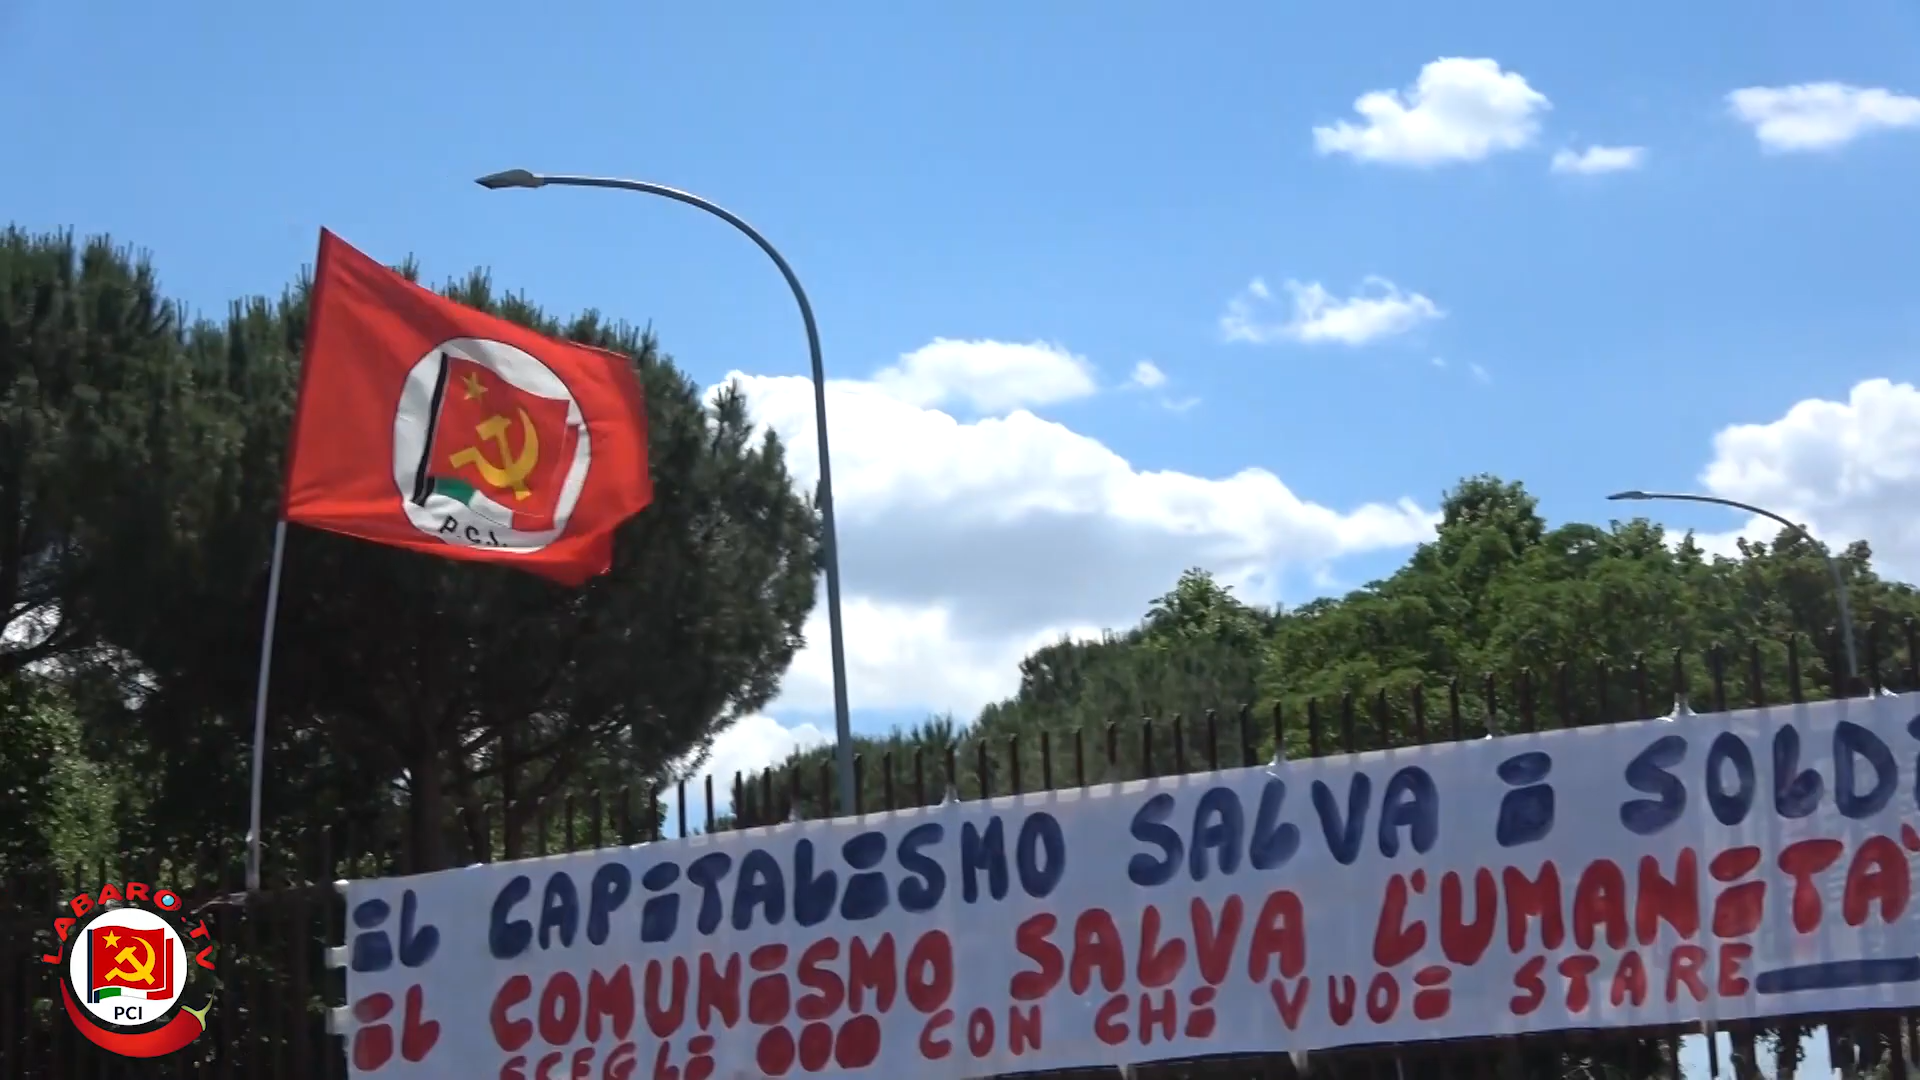 P.C.I.
IL CAPITALISMO SALVA I SOLDI
IL COMUNISMO SALVA L'UMANITA'
SCEGLI ... CON CHI VUOI STARE
LABARO.TV
PCI